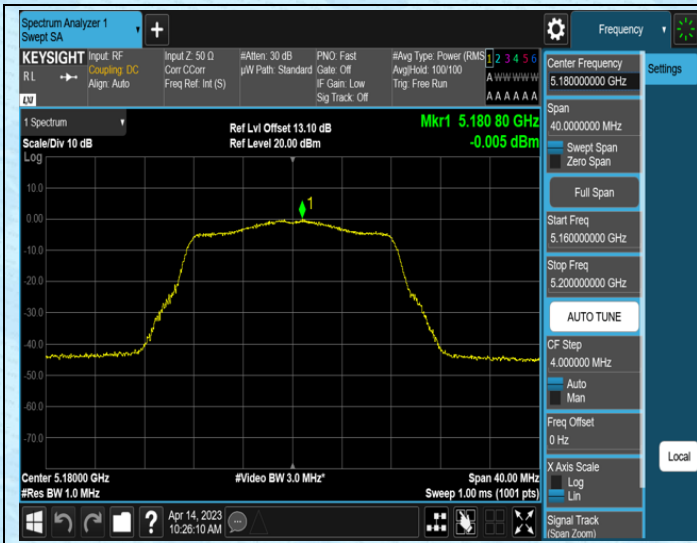 Spectrum Analyzer 1
Swept SA
Frequency
KEYSIGHT
RL
LXI
Input: RF
Coupling: DC
Align: Auto
Input Z: 50 Ω
Corr CCorr
Freq Ref: Int (S)
#Atten: 30 dB
µW Path: Standard
PNO: Fast
Gate: Off
IF Gain: Low
Sig Track: Off
#Avg Type: Power (RMS
Avg|Hold: 100/100
Trig: Free Run
1 2 3 4 5 6
A W W W W W
A A A A A A
1 Spectrum
Scale/Div 10 dB
Log
Ref Lvl Offset 13.10 dB
Ref Level 20.00 dBm
Mkr1 5.180 80 GHz
-0.005 dBm
1
10.0
0.00
-10.0
-20.0
-30.0
-40.0
-50.0
-60.0
-70.0
Center 5.18000 GHz
#Res BW 1.0 MHz
#Video BW 3.0 MHz*
Span 40.00 MHz
Sweep 1.00 ms (1001 pts)
Apr 14, 2023
10:26:10 AM
Center Frequency
5.180000000 GHz
Span
40.0000000 MHz
Swept Span
Zero Span
Full Span
Start Freq
5.160000000 GHz
Stop Freq
5.200000000 GHz
AUTO TUNE
CF Step
4.000000 MHz
Auto
Man
Freq Offset
0 Hz
X Axis Scale
Log
Lin
Signal Track
(Span Zoom)
Settings
Local